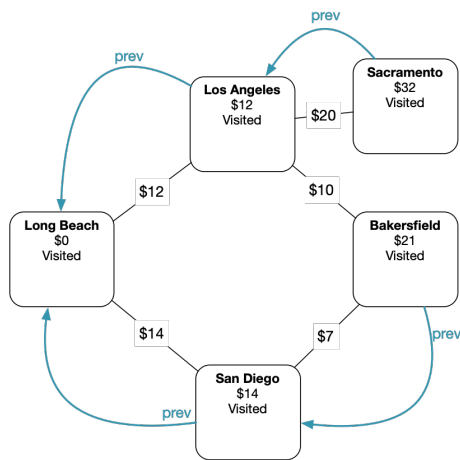 prev
prev
Sacramento
$32
Visited
Los Angeles
$12
Visited
$20
$12
$10
Long Beach
$0
Visited
Bakersfield
$21
Visited
$14
$7
prev
San Diego
$14
Visited
prev